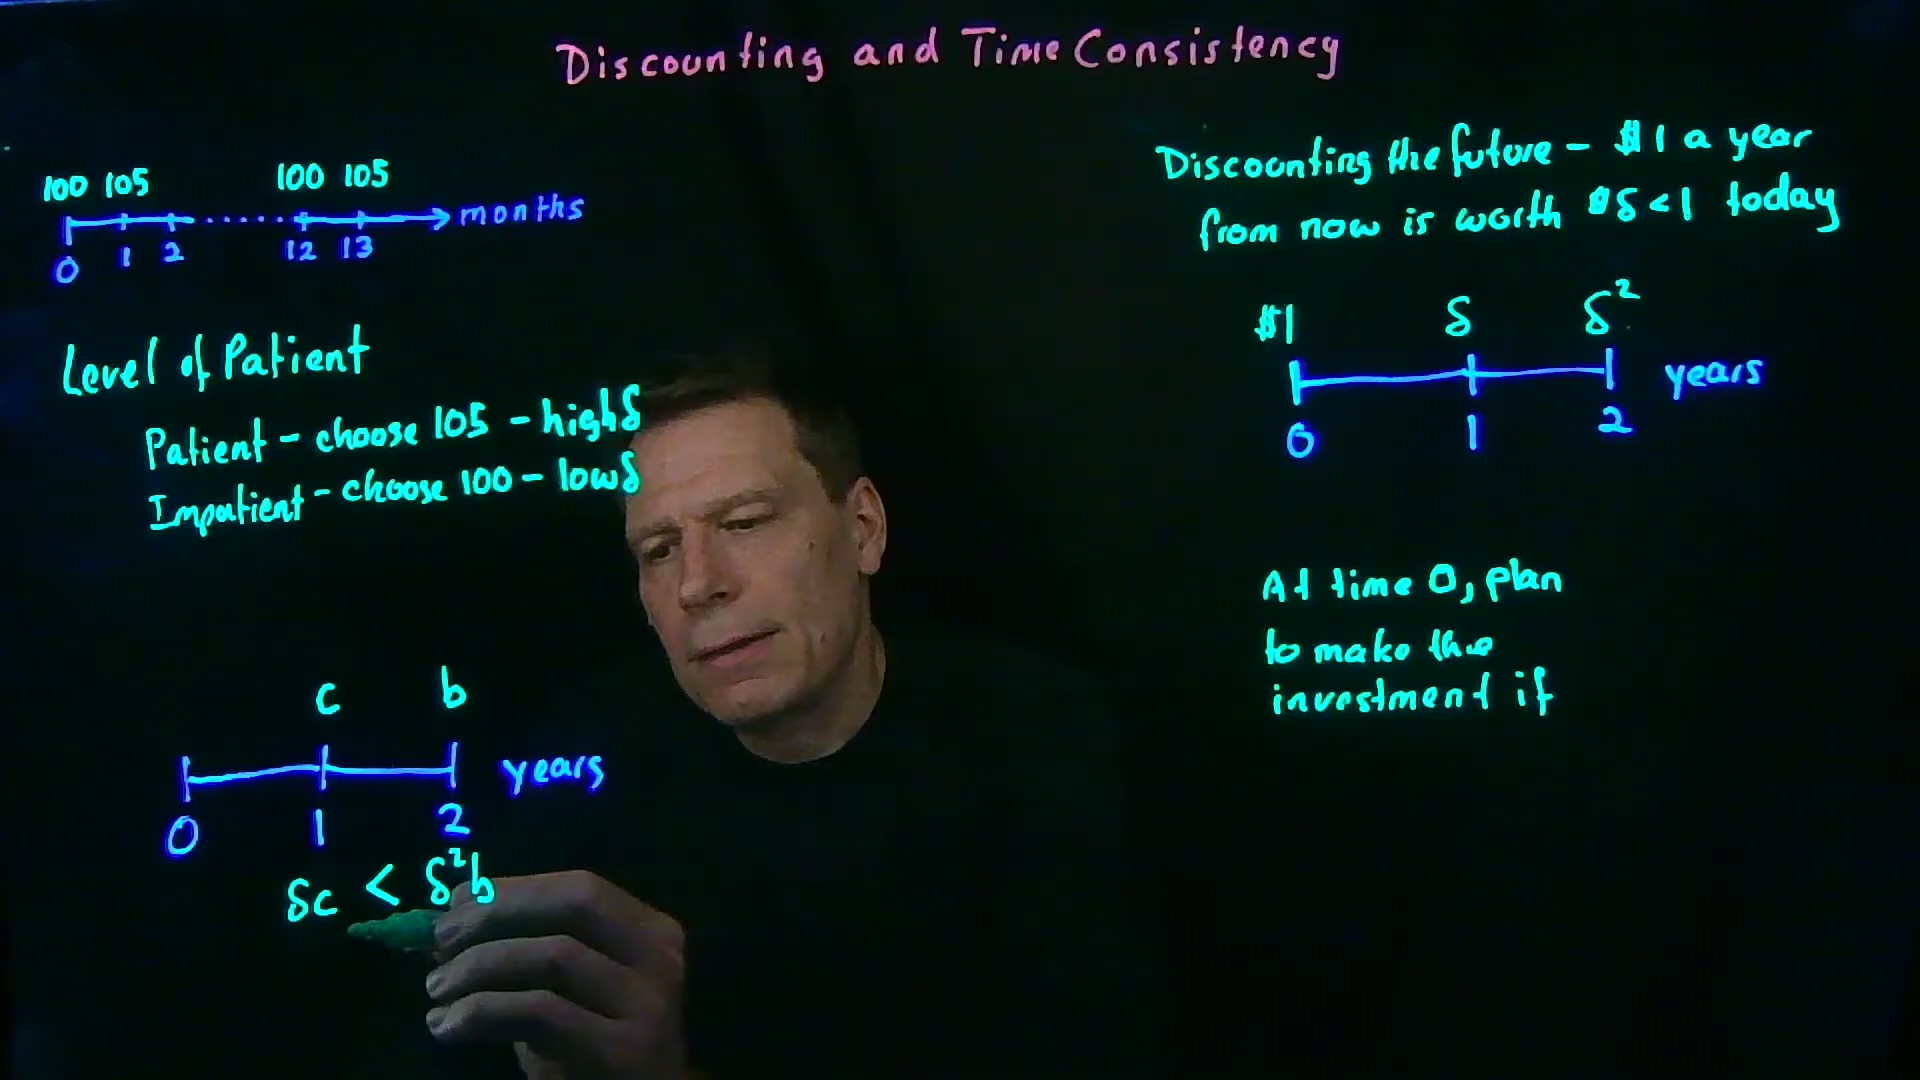 Discounting and Time Consistency
100 105 100 105
months
0 1 2 12 13
Level of Patient
Patient - choose 105 - high δ
Impatient - choose 100 - low δ
c b
years
0 1 2
δc < δ²b
Discounting the future - $1 a year
from now is worth $δ < 1 today
$1 δ δ²
years
0 1 2
At time 0, plan
to make the
investment if